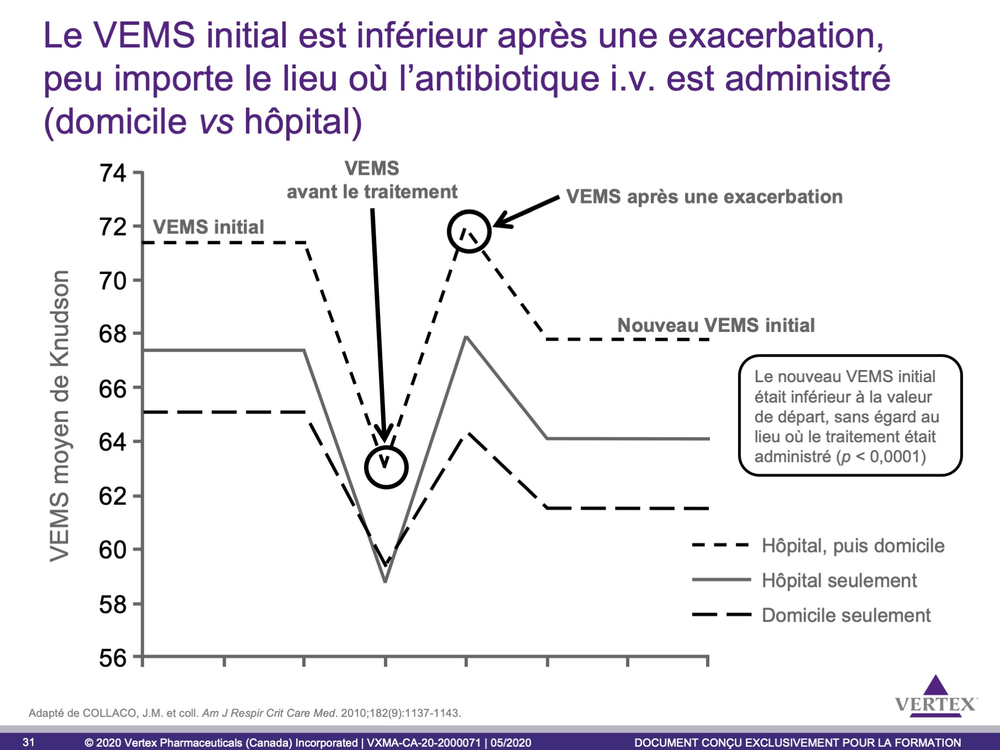 Le VEMS initial est inférieur après une exacerbation,
peu importe le lieu où l’antibiotique i.v. est administré
(domicile vs hôpital)
VEMS
avant le traitement
VEMS après une exacerbation
VEMS initial
Nouveau VEMS initial
VEMS moyen de Knudson
74
72
70
68
66
64
62
60
58
56
Le nouveau VEMS initial
était inférieur à la valeur
de départ, sans égard au
lieu où le traitement était
administré (p < 0,0001)
Hôpital, puis domicile
Hôpital seulement
Domicile seulement
VERTEX™
Adapté de COLLACO, J.M. et coll. Am J Respir Crit Care Med. 2010;182(9):1137-1143.
31 © 2020 Vertex Pharmaceuticals (Canada) Incorporated | VXMA-CA-20-2000071 | 05/2020 DOCUMENT CONÇU EXCLUSIVEMENT POUR LA FORMATION